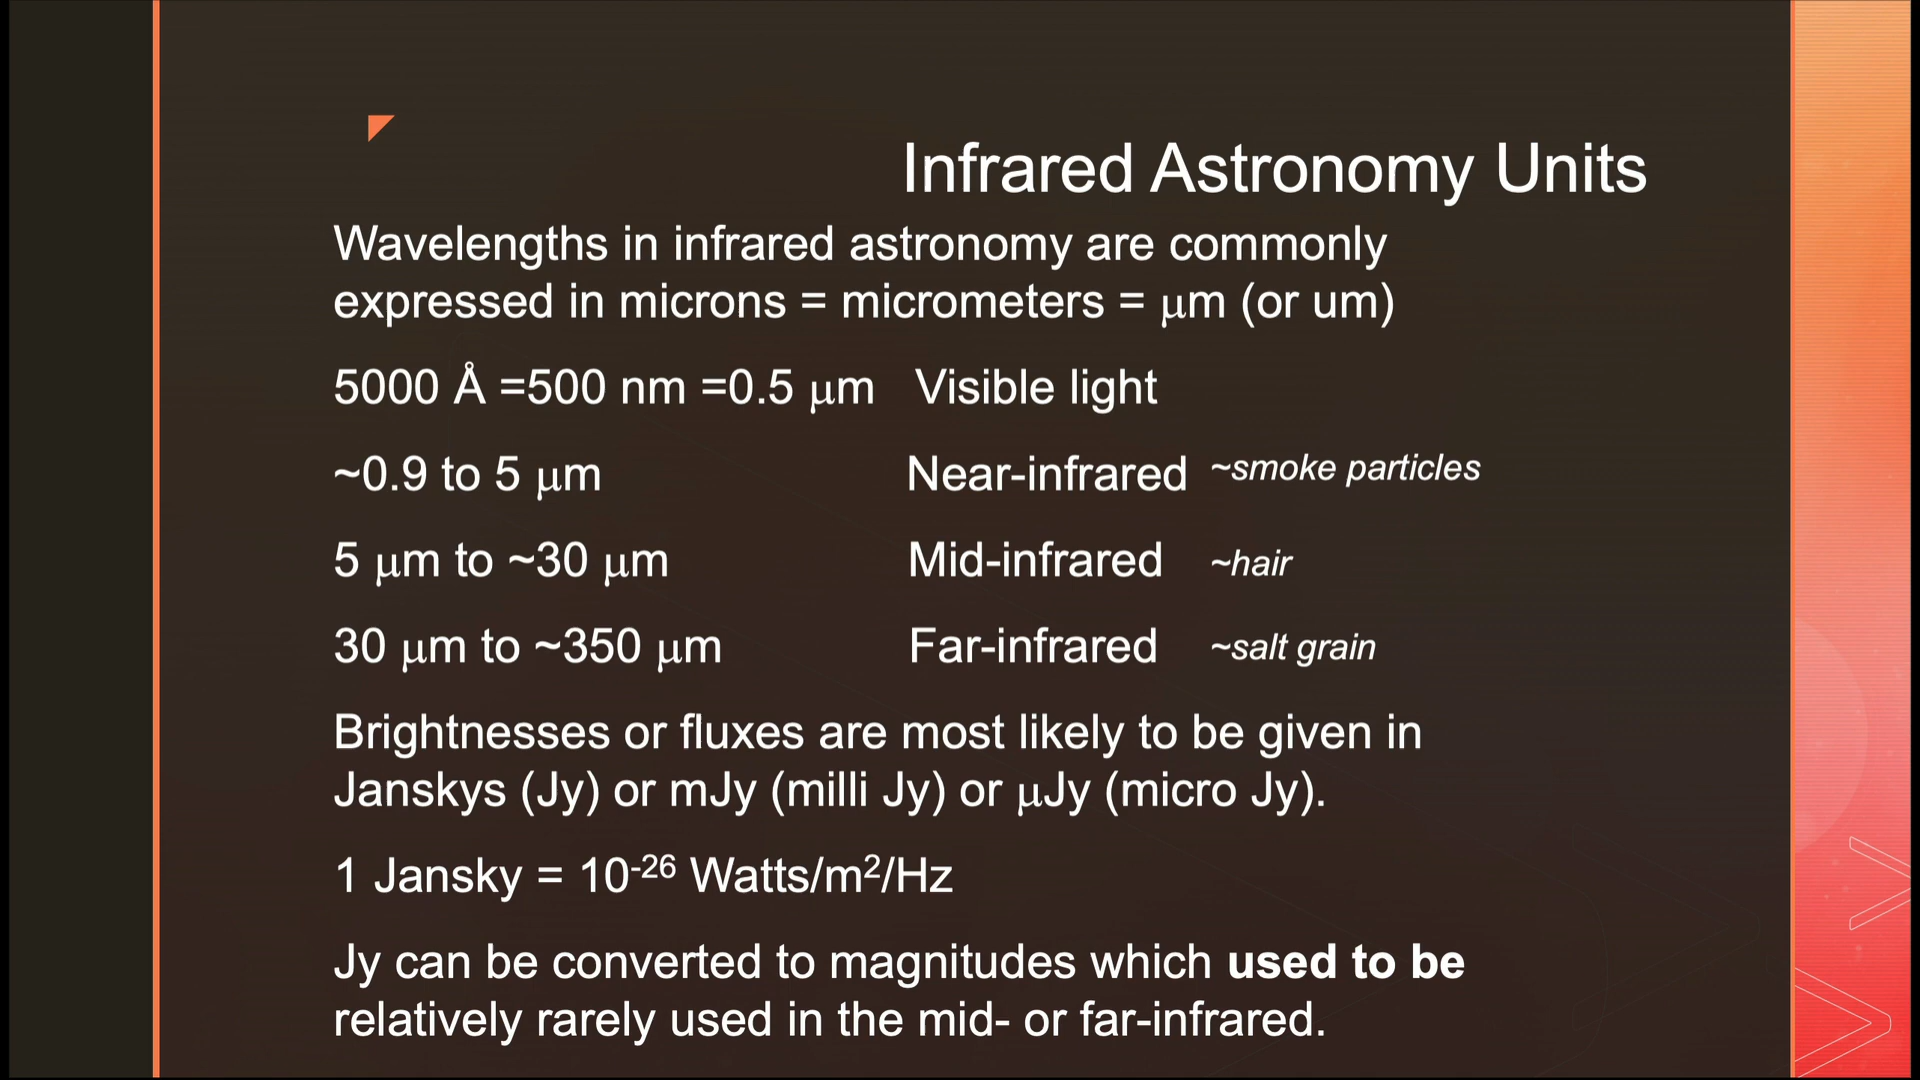 Infrared Astronomy Units
Wavelengths in infrared astronomy are commonly
expressed in microns = micrometers = μm (or um)
5000 Å =500 nm =0.5 μm Visible light
~0.9 to 5 μm Near-infrared ~smoke particles
5 μm to ~30 μm Mid-infrared ~hair
30 μm to ~350 μm Far-infrared ~salt grain
Brightnesses or fluxes are most likely to be given in
Janskys (Jy) or mJy (milli Jy) or μJy (micro Jy).
1 Jansky = 10⁻²⁶ Watts/m²/Hz
Jy can be converted to magnitudes which used to be
relatively rarely used in the mid- or far-infrared.